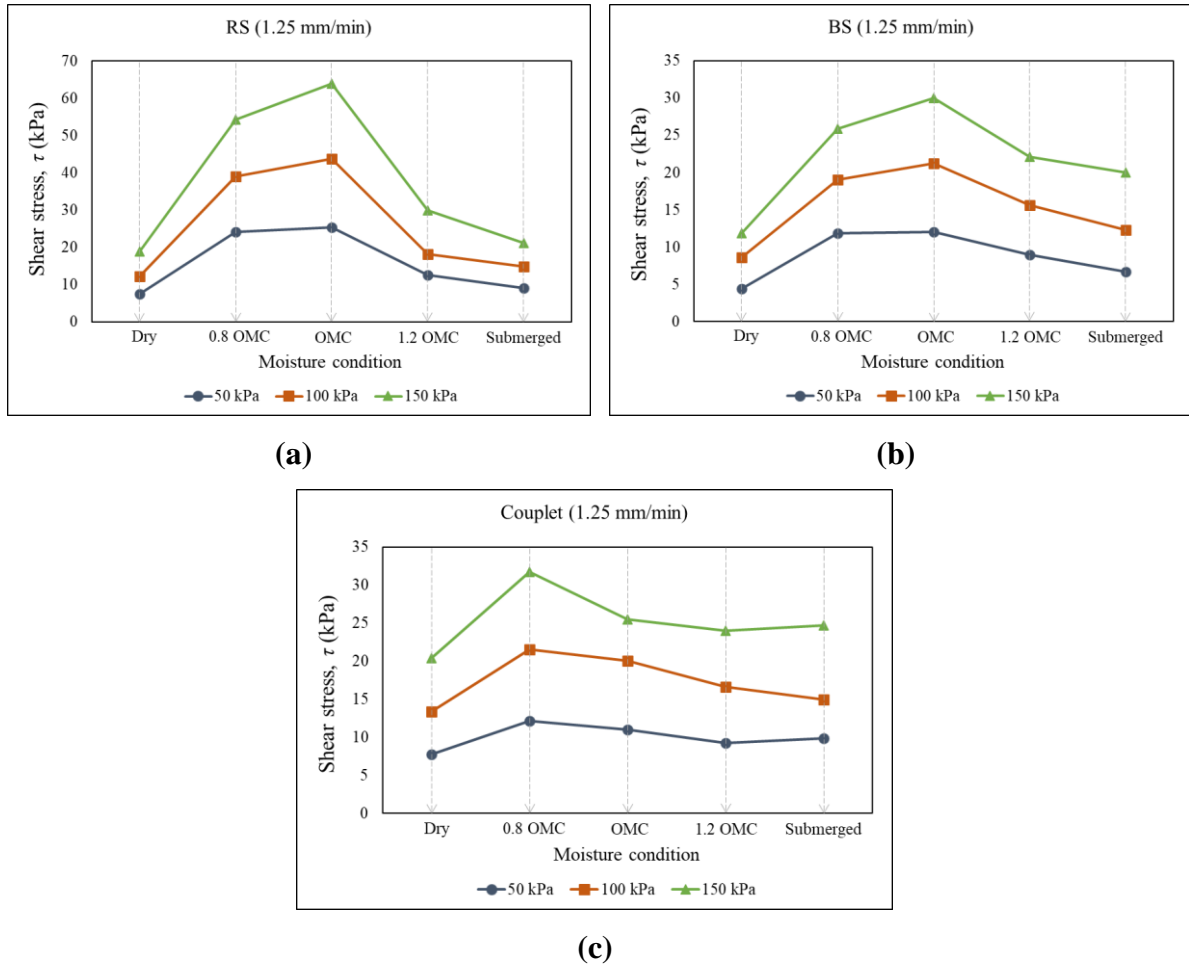 RS (1.25 mm/min)
70
60
50
40
30
20
10
0
Shear stress, τ (kPa)
Dry 0.8 OMC OMC 1.2 OMC Submerged
Moisture condition
50 kPa 100 kPa 150 kPa
(a)
BS (1.25 mm/min)
35
30
25
20
15
10
5
0
Shear stress, τ (kPa)
Dry 0.8 OMC OMC 1.2 OMC Submerged
Moisture condition
50 kPa 100 kPa 150 kPa
(b)
Couplet (1.25 mm/min)
35
30
25
20
15
10
5
0
Shear stress, τ (kPa)
Dry 0.8 OMC OMC 1.2 OMC Submerged
Moisture condition
50 kPa 100 kPa 150 kPa
(c)